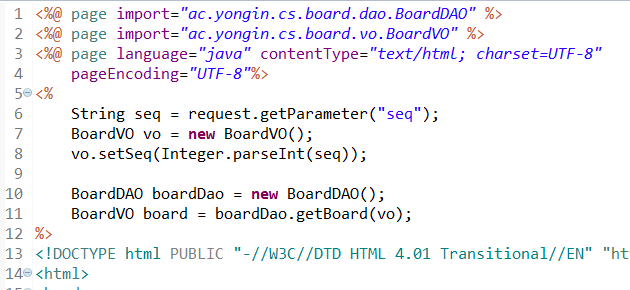 1 <%@ page import="ac.yongin.cs.board.dao.BoardDAO" %>
2 <%@ page import="ac.yongin.cs.board.vo.BoardVO" %>
3 <%@ page language="java" contentType="text/html; charset=UTF-8"
4     pageEncoding="UTF-8"%>
5 <%
6     String seq = request.getParameter("seq");
7     BoardVO vo = new BoardVO();
8     vo.setSeq(Integer.parseInt(seq));
9
10     BoardDAO boardDao = new BoardDAO();
11     BoardVO board = boardDao.getBoard(vo);
12 %>
13 <!DOCTYPE html PUBLIC "-//W3C//DTD HTML 4.01 Transitional//EN" "ht
14 <html>